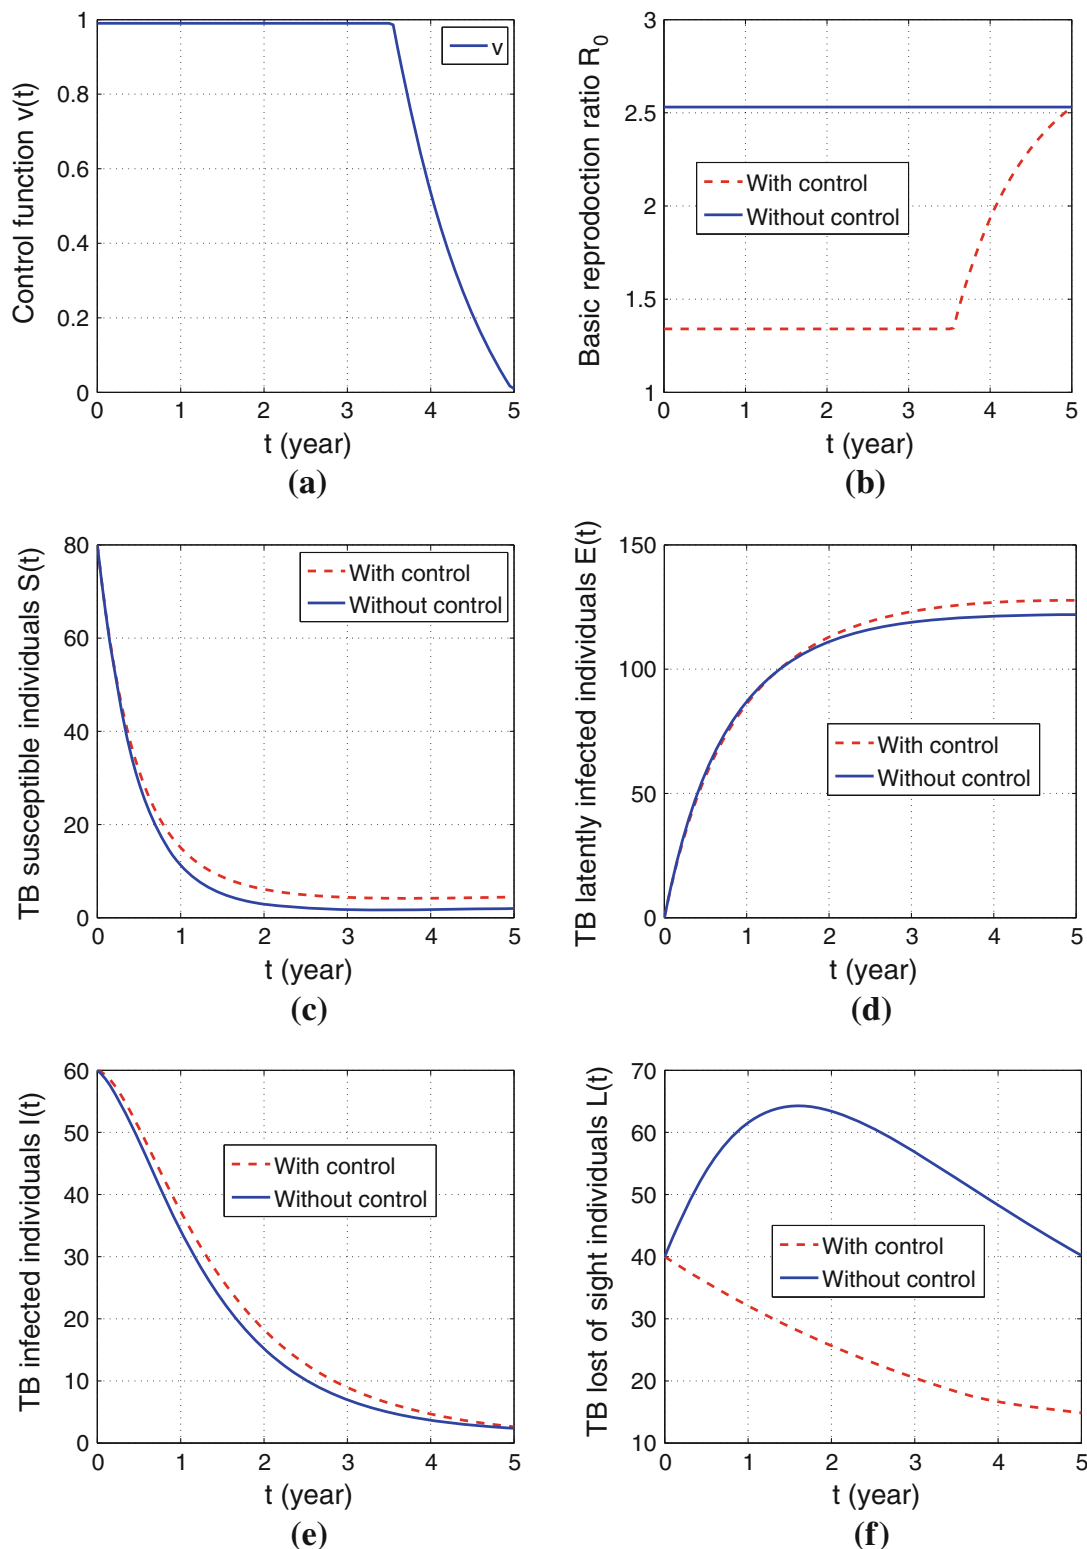 1
0.8
0.6
0.4
0.2
0
0 1 2 3 4 5
Control function v(t)
t (year)
v
(a)
3
2.5
2
1.5
1
0 1 2 3 4 5
Basic reprodoction ratio R0
t (year)
With control
Without control
(b)
80
60
40
20
0
0 1 2 3 4 5
TB susceptible individuals S(t)
t (year)
With control
Without control
(c)
150
100
50
0
0 1 2 3 4 5
TB latently infected individuals E(t)
t (year)
With control
Without control
(d)
60
50
40
30
20
10
0
0 1 2 3 4 5
TB infected individuals I(t)
t (year)
With control
Without control
(e)
70
60
50
40
30
20
10
0 1 2 3 4 5
TB lost of sight individuals L(t)
t (year)
With control
Without control
(f)